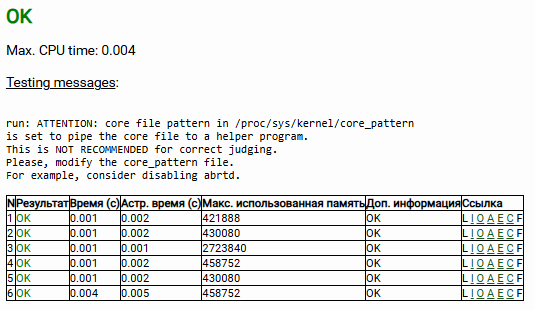 OK
Max. CPU time: 0.004
Testing messages:
run: ATTENTION: core file pattern in /proc/sys/kernel/core_pattern
is set to pipe the core file to a helper program.
This is NOT RECOMMENDED for correct judging.
Please, modify the core_pattern file.
For example, consider disabling abrtd.
N Результат Время (с) Астр. время (с) Макс. использованная память Доп. информация Ссылка
1 OK 0.001 0.002 421888 OK L I O A E C F
2 OK 0.001 0.002 430080 OK L I O A E C F
3 OK 0.001 0.001 2723840 OK L I O A E C F
4 OK 0.001 0.002 458752 OK L I O A E C F
5 OK 0.001 0.002 430080 OK L I O A E C F
6 OK 0.004 0.005 458752 OK L I O A E C F